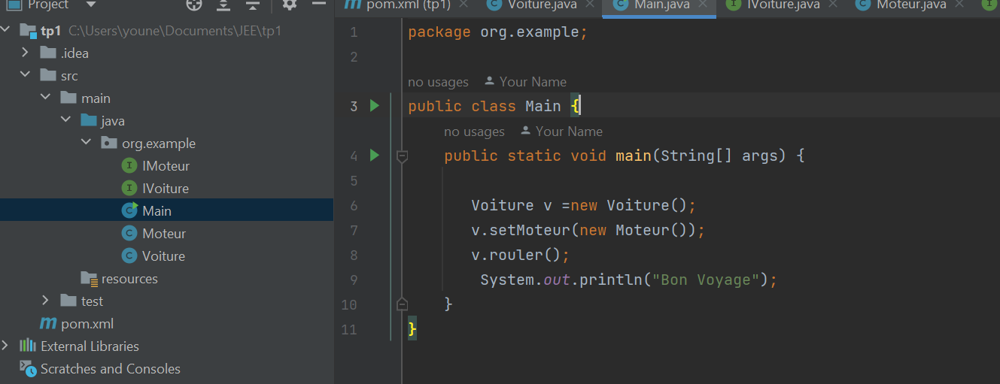 Project
tp1 C:\Users\youne\Documents\JEE\tp1
.idea
src
main
java
org.example
IMoteur
IVoiture
Main
Moteur
Voiture
resources
test
pom.xml
External Libraries
Scratches and Consoles
pom.xml (tp1) Voiture.java Main.java IVoiture.java Moteur.java
1 package org.example;
2
no usages Your Name
3 public class Main {
no usages Your Name
4 public static void main(String[] args) {
5
6 Voiture v =new Voiture();
7 v.setMoteur(new Moteur());
8 v.rouler();
9 System.out.println("Bon Voyage");
10 }
11 }